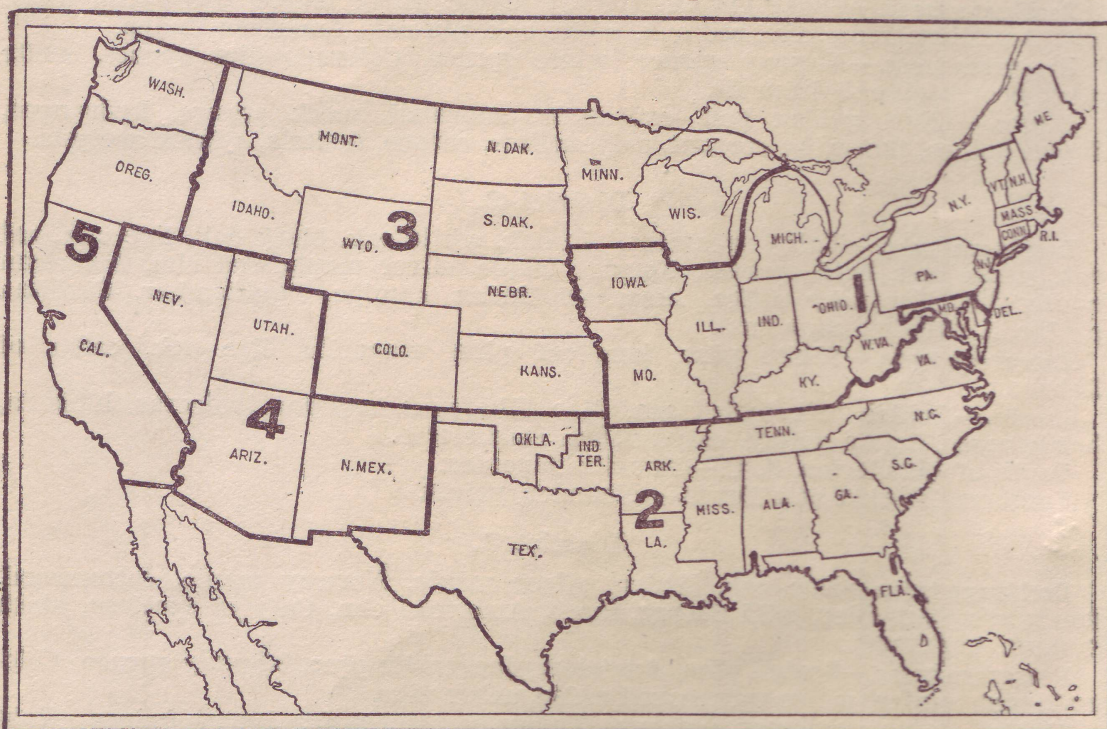 WASH.
MONT.
N. DAK.
MINN.
ME.
OREG.
VT.
N.H.
IDAHO.
S. DAK.
WIS.
N.Y.
MASS
CONN.
R.I.
5
WYO.
3
MICH.
NEV.
NEBR.
IOWA
PA.
N.J.
UTAH.
COLO.
ILL.
IND.
OHIO.
1
MD.
DEL.
CAL.
KANS.
MO.
W.VA.
VA.
KY.
4
ARIZ.
N.MEX.
OKLA.
IND
TER.
ARK.
TENN.
N.C.
S.C.
2
LA.
MISS.
ALA.
GA.
TEX.
FLA.